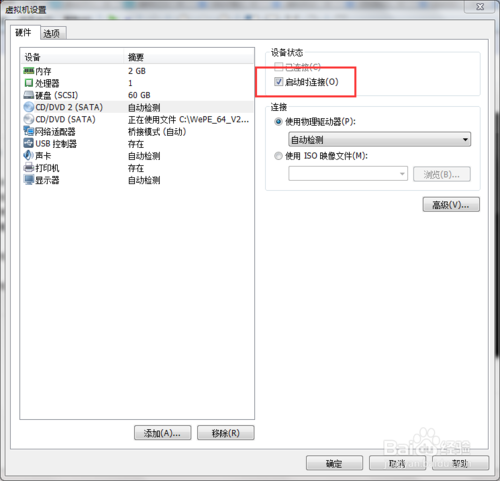 虚拟机设置
硬件 选项
设备 摘要
内存 2 GB
处理器 1
硬盘 (SCSI) 60 GB
CD/DVD 2 (SATA) 自动检测
CD/DVD (SATA) 正在使用文件 C:\WePE_64_V2...
网络适配器 桥接模式 (自动)
USB 控制器 存在
声卡 自动检测
打印机 存在
显示器 自动检测
添加(A)... 移除(R)
设备状态
已连接(C)
启动时连接(O)
连接
使用物理驱动器(P):
自动检测
使用 ISO 映像文件(M):
浏览(B)...
高级(V)...
确定 取消 帮助
Baidu 经验